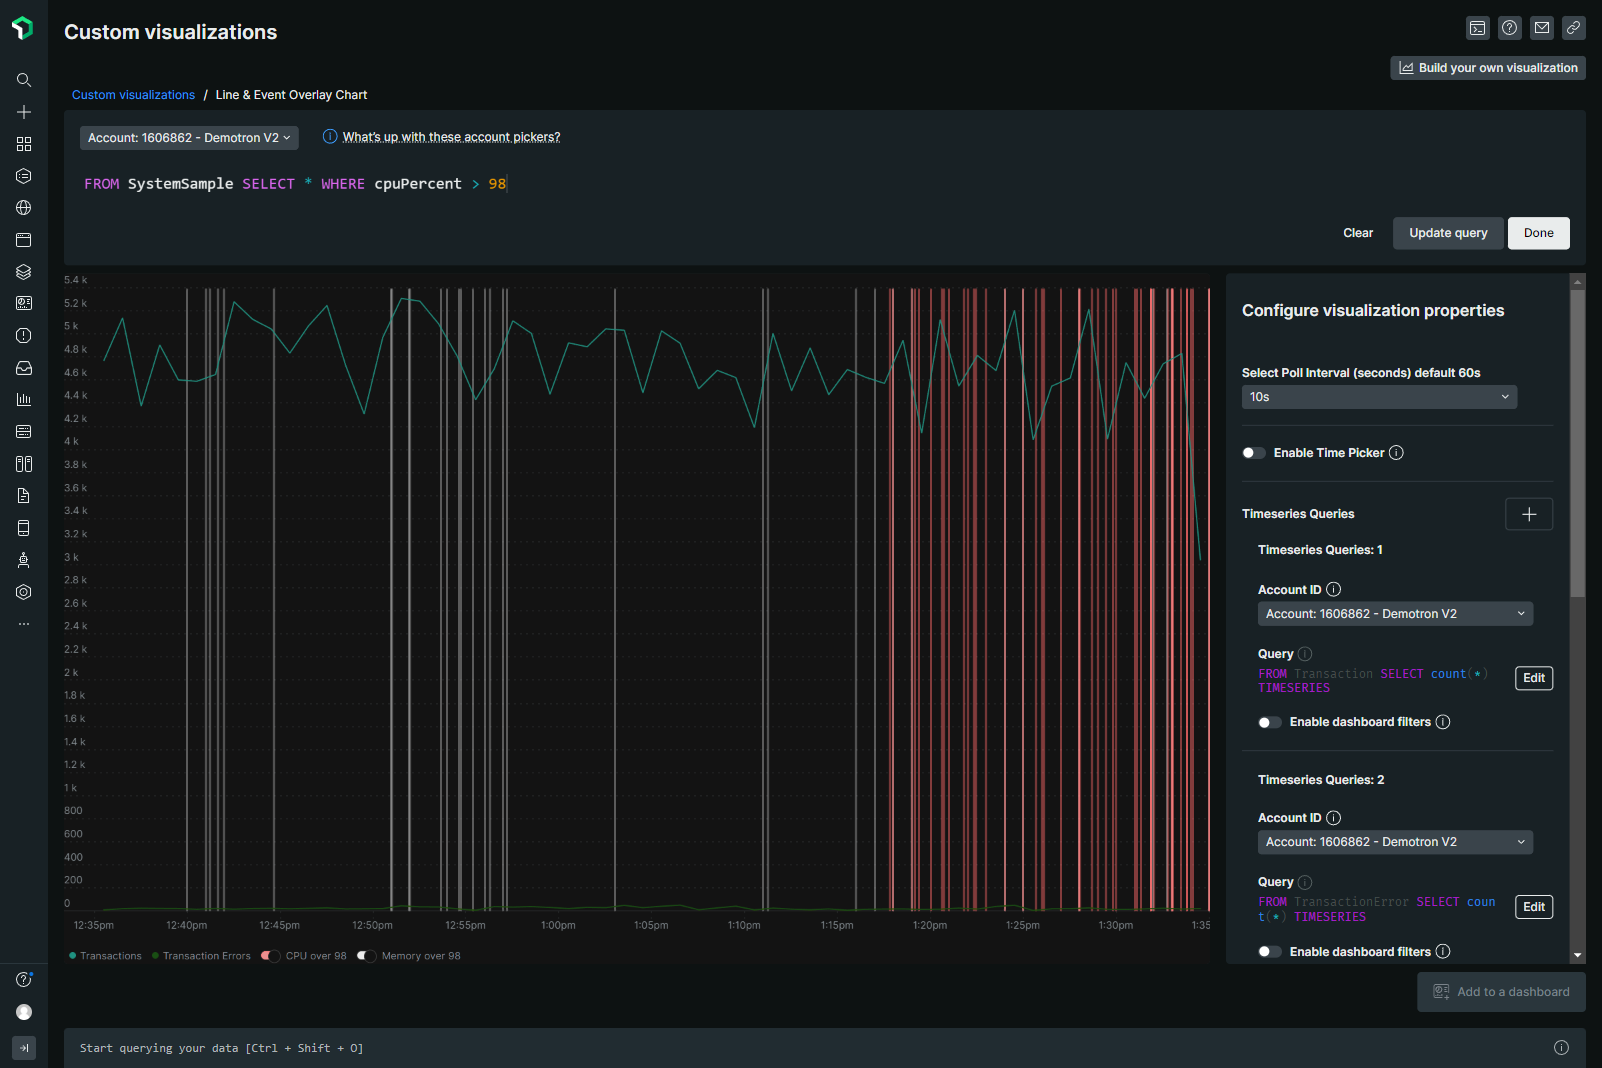 Custom visualizations
Build your own visualization
Custom visualizations / Line & Event Overlay Chart
Account: 1606862 - Demotron V2
What's up with these account pickers?
FROM SystemSample SELECT * WHERE cpuPercent > 98
Clear
Update query
Done
5.4 k
5.2 k
5 k
4.8 k
4.6 k
4.4 k
4.2 k
4 k
3.8 k
3.6 k
3.4 k
3.2 k
3 k
2.8 k
2.6 k
2.4 k
2.2 k
2 k
1.8 k
1.6 k
1.4 k
1.2 k
1 k
800
600
400
200
0
12:35pm 12:40pm 12:45pm 12:50pm 12:55pm 1:00pm 1:05pm 1:10pm 1:15pm 1:20pm 1:25pm 1:30pm 1:35
Transactions Transaction Errors CPU over 98 Memory over 98
Configure visualization properties
Select Poll Interval (seconds) default 60s
10s
Enable Time Picker
Timeseries Queries
Timeseries Queries: 1
Account ID
Account: 1606862 - Demotron V2
Query
FROM Transaction SELECT count(*)
TIMESERIES
Edit
Enable dashboard filters
Timeseries Queries: 2
Account ID
Account: 1606862 - Demotron V2
Query
FROM TransactionError SELECT coun
t(*) TIMESERIES
Edit
Enable dashboard filters
Add to a dashboard
Start querying your data [Ctrl + Shift + O]